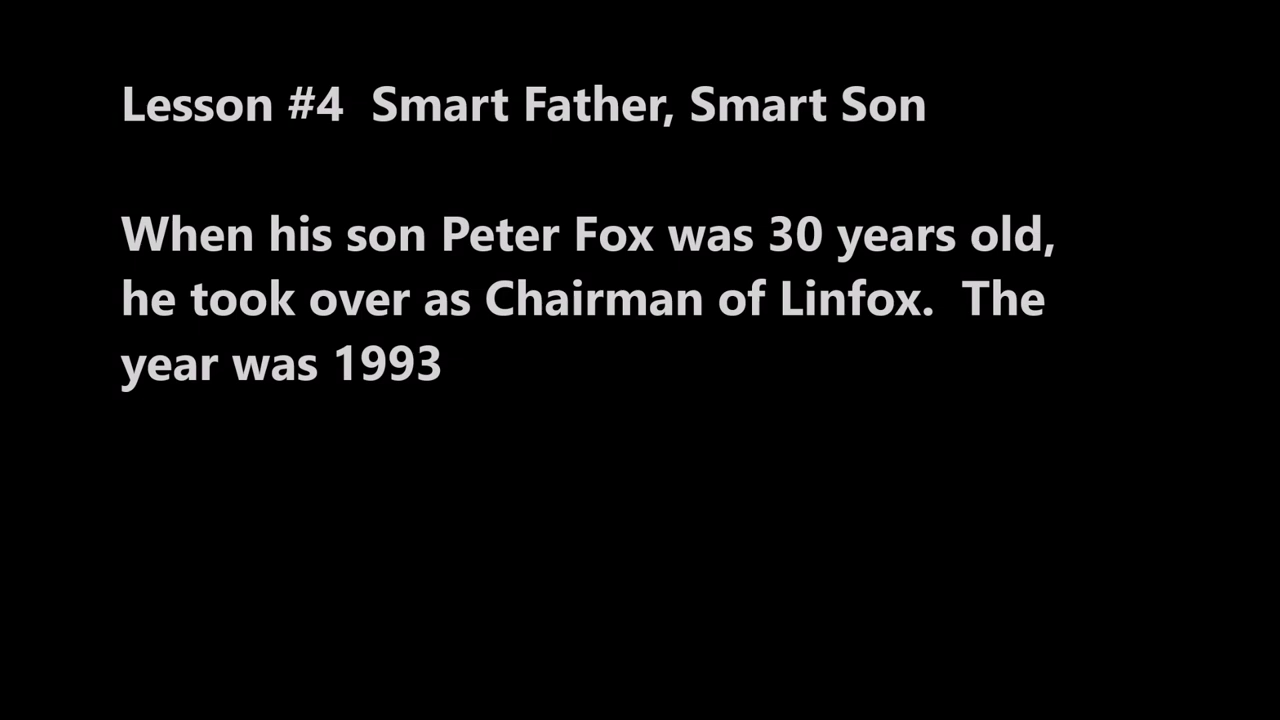 Lesson #4  Smart Father, Smart Son
When his son Peter Fox was 30 years old,
he took over as Chairman of Linfox.  The
year was 1993